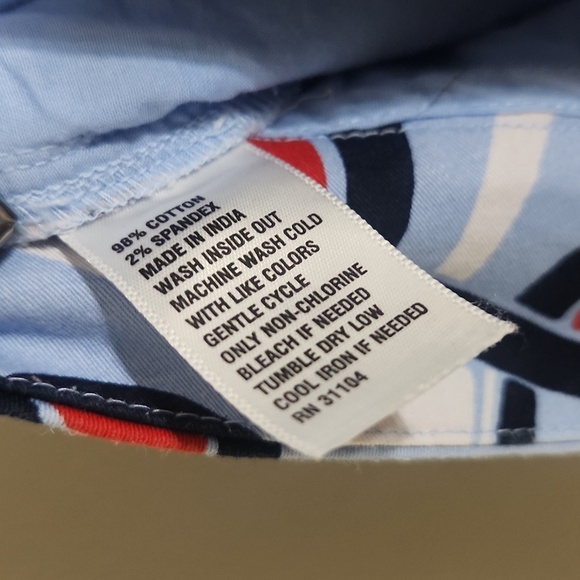 98% COTTON
2% SPANDEX
MADE IN INDIA
WASH INSIDE OUT
MACHINE WASH COLD
WITH LIKE COLORS
GENTLE CYCLE
ONLY NON-CHLORINE
BLEACH IF NEEDED
TUMBLE DRY LOW
COOL IRON IF NEEDED
RN 31104